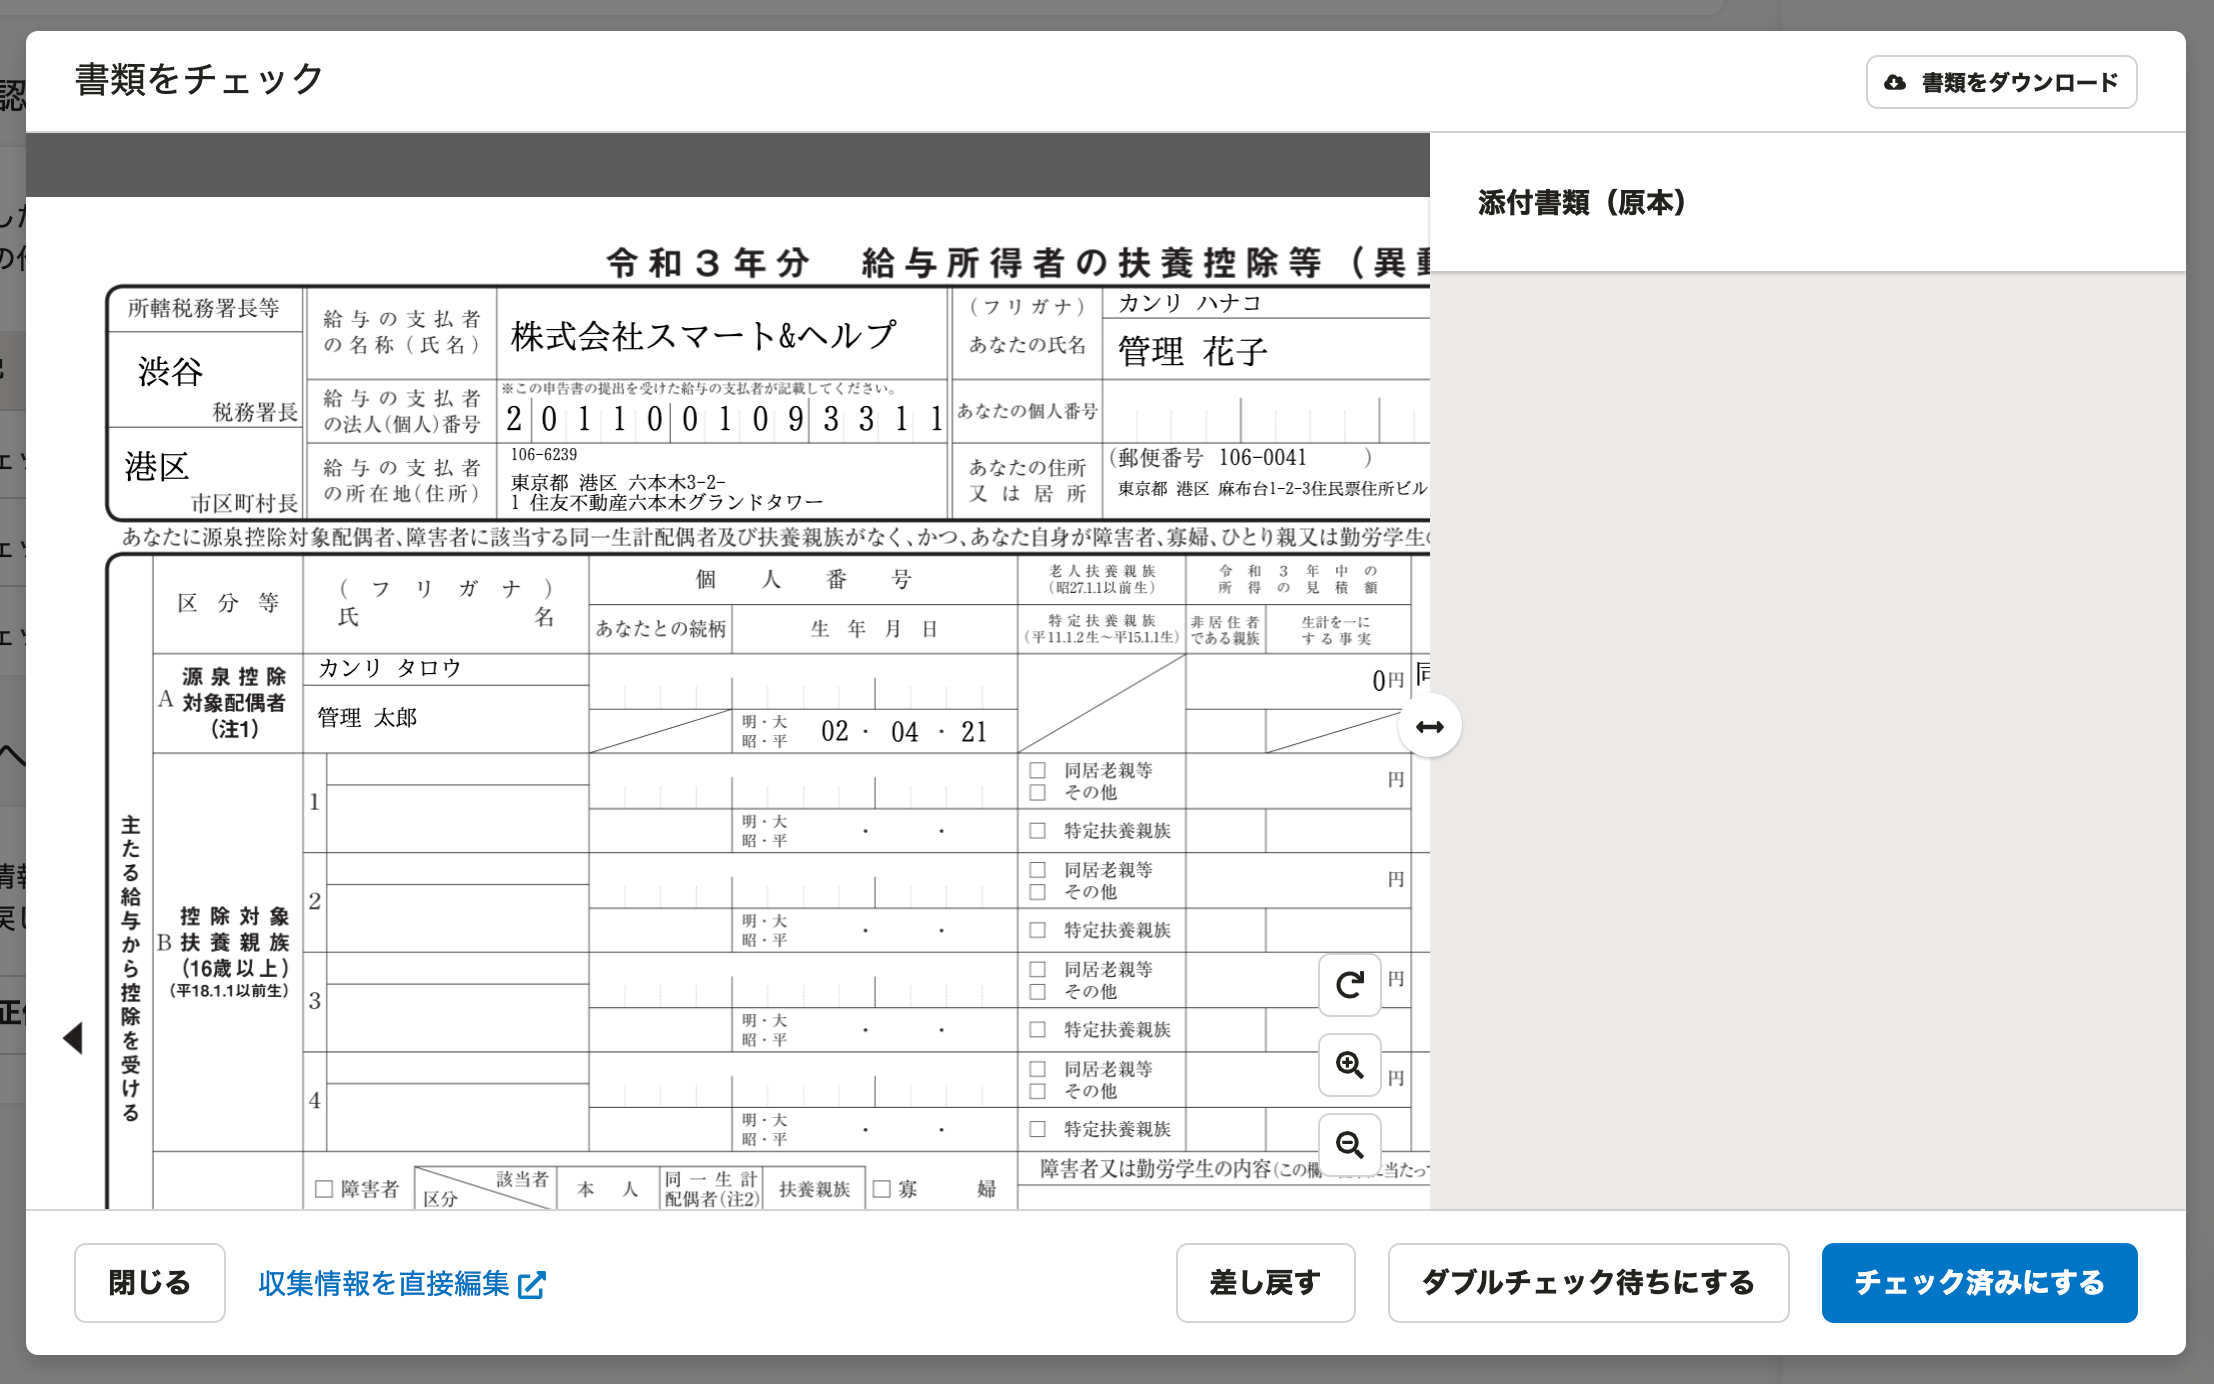 書類をチェック
書類をダウンロード
添付書類（原本）
令和３年分　給与所得者の扶養控除等（異
所轄税務署長等
渋谷
税務署長
港区
市区町村長
給与の支払者
の名称（氏名）
株式会社スマート&ヘルプ
給与の支払者
の法人(個人)番号
※この申告書の提出を受けた給与の支払者が記載してください。
2011001093311
給与の支払者
の所在地(住所)
106-6239
東京都 港区 六本木3-2-
1 住友不動産六本木グランドタワー
（フリガナ）
カンリ ハナコ
あなたの氏名
管理 花子
あなたの個人番号
あなたの住所
又は居所
(郵便番号 106-0041 )
東京都 港区 麻布台1-2-3住民票住所ビル
あなたに源泉控除対象配偶者、障害者に該当する同一生計配偶者及び扶養親族がなく、かつ、あなた自身が障害者、寡婦、ひとり親又は勤労学生
主たる給与から控除を受ける
区分等
（フリガナ）
氏名
個人番号
あなたとの続柄
生年月日
老人扶養親族
(昭27.1.1以前生)
特定扶養親族
(平11.1.2生～平15.1.1生)
令和3年中の
所得の見積額
非居住者
である親族
生計を一に
する事実
A
源泉控除
対象配偶者
(注1)
カンリ タロウ
管理 太郎
明・大
昭・平
02 ・ 04 ・ 21
0円
同
B
控除対象
扶養親族
(16歳以上)
(平18.1.1以前生)
1
明・大
昭・平
・ ・
□ 同居老親等
□ その他
□ 特定扶養親族
円
2
明・大
昭・平
・ ・
□ 同居老親等
□ その他
□ 特定扶養親族
円
3
明・大
昭・平
・ ・
□ 同居老親等
□ その他
□ 特定扶養親族
円
4
明・大
昭・平
・ ・
□ 同居老親等
□ その他
□ 特定扶養親族
円
□ 障害者
該当者
区分
本人
同一生計
配偶者(注2)
扶養親族
□ 寡婦
障害者又は勤労学生の内容(この欄
当たっ
閉じる
収集情報を直接編集
差し戻す
ダブルチェック待ちにする
チェック済みにする